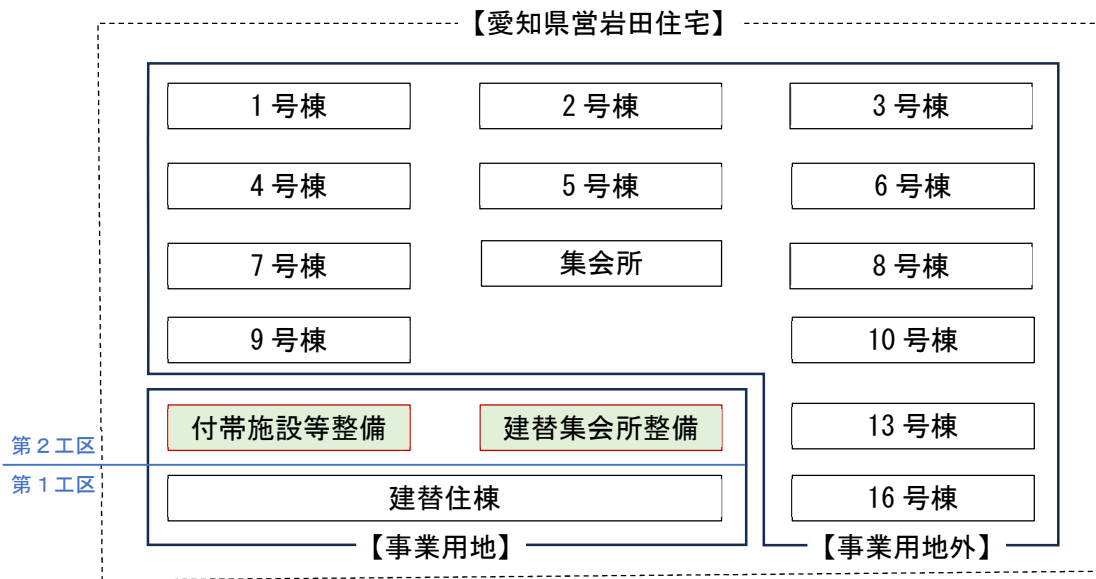 【愛知県営岩田住宅】
1号棟
2号棟
3号棟
4号棟
5号棟
6号棟
7号棟
集会所
8号棟
9号棟
10号棟
付帯施設等整備
建替集会所整備
13号棟
第2工区
第1工区
建替住棟
16号棟
【事業用地】
【事業用地外】